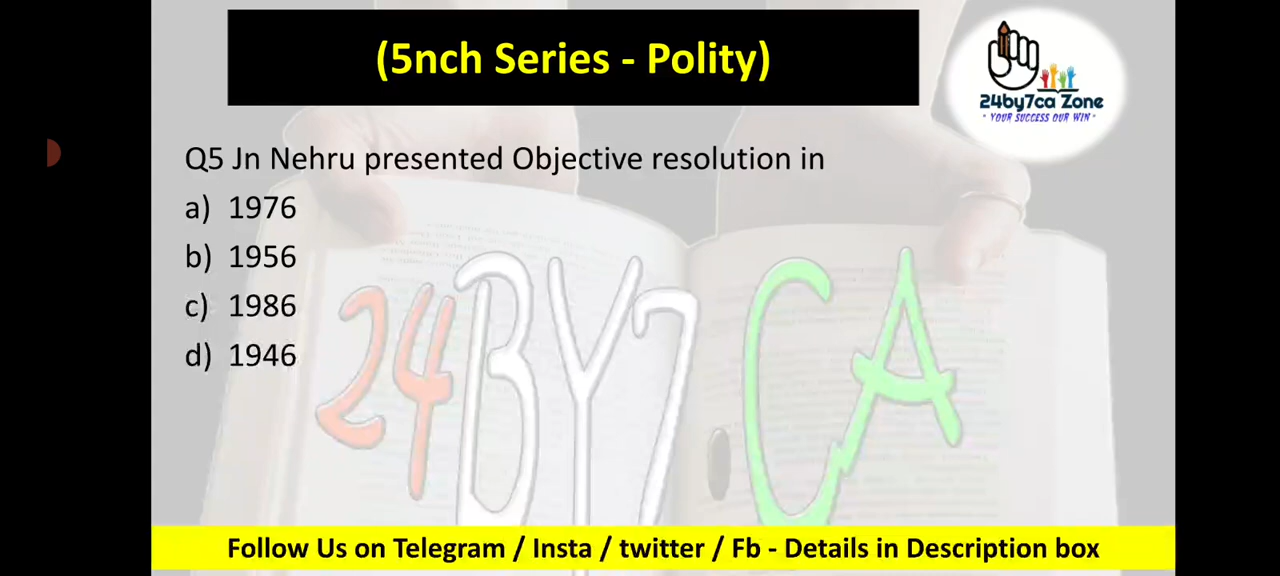 (5nch Series - Polity)
24by7ca Zone
" YOUR SUCCESS OUR WIN "
Q5 Jn Nehru presented Objective resolution in
a) 1976
b) 1956
c) 1986
d) 1946
24BY7 CA
Follow Us on Telegram / Insta / twitter / Fb - Details in Description box